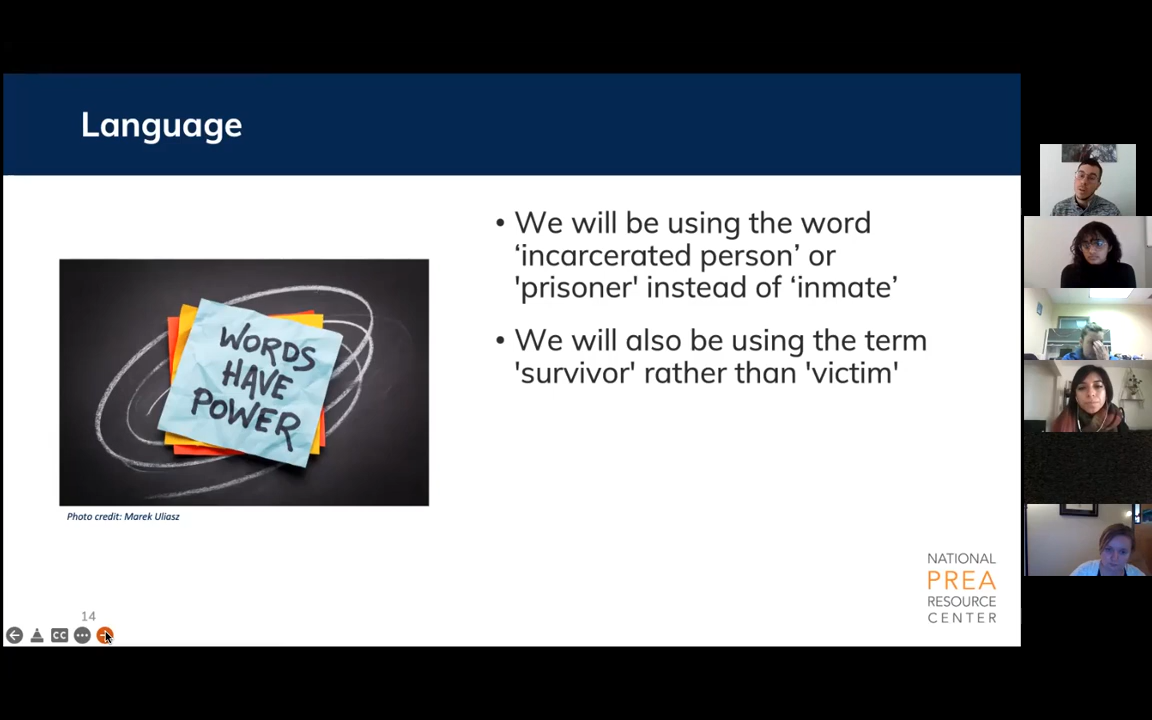 Language
• We will be using the word
‘incarcerated person’ or
'prisoner' instead of ‘inmate’
• We will also be using the term
'survivor' rather than 'victim'
WORDS
HAVE
POWER
Photo credit: Marek Uliasz
NATIONAL
PREA
RESOURCE
CENTER
14
CC